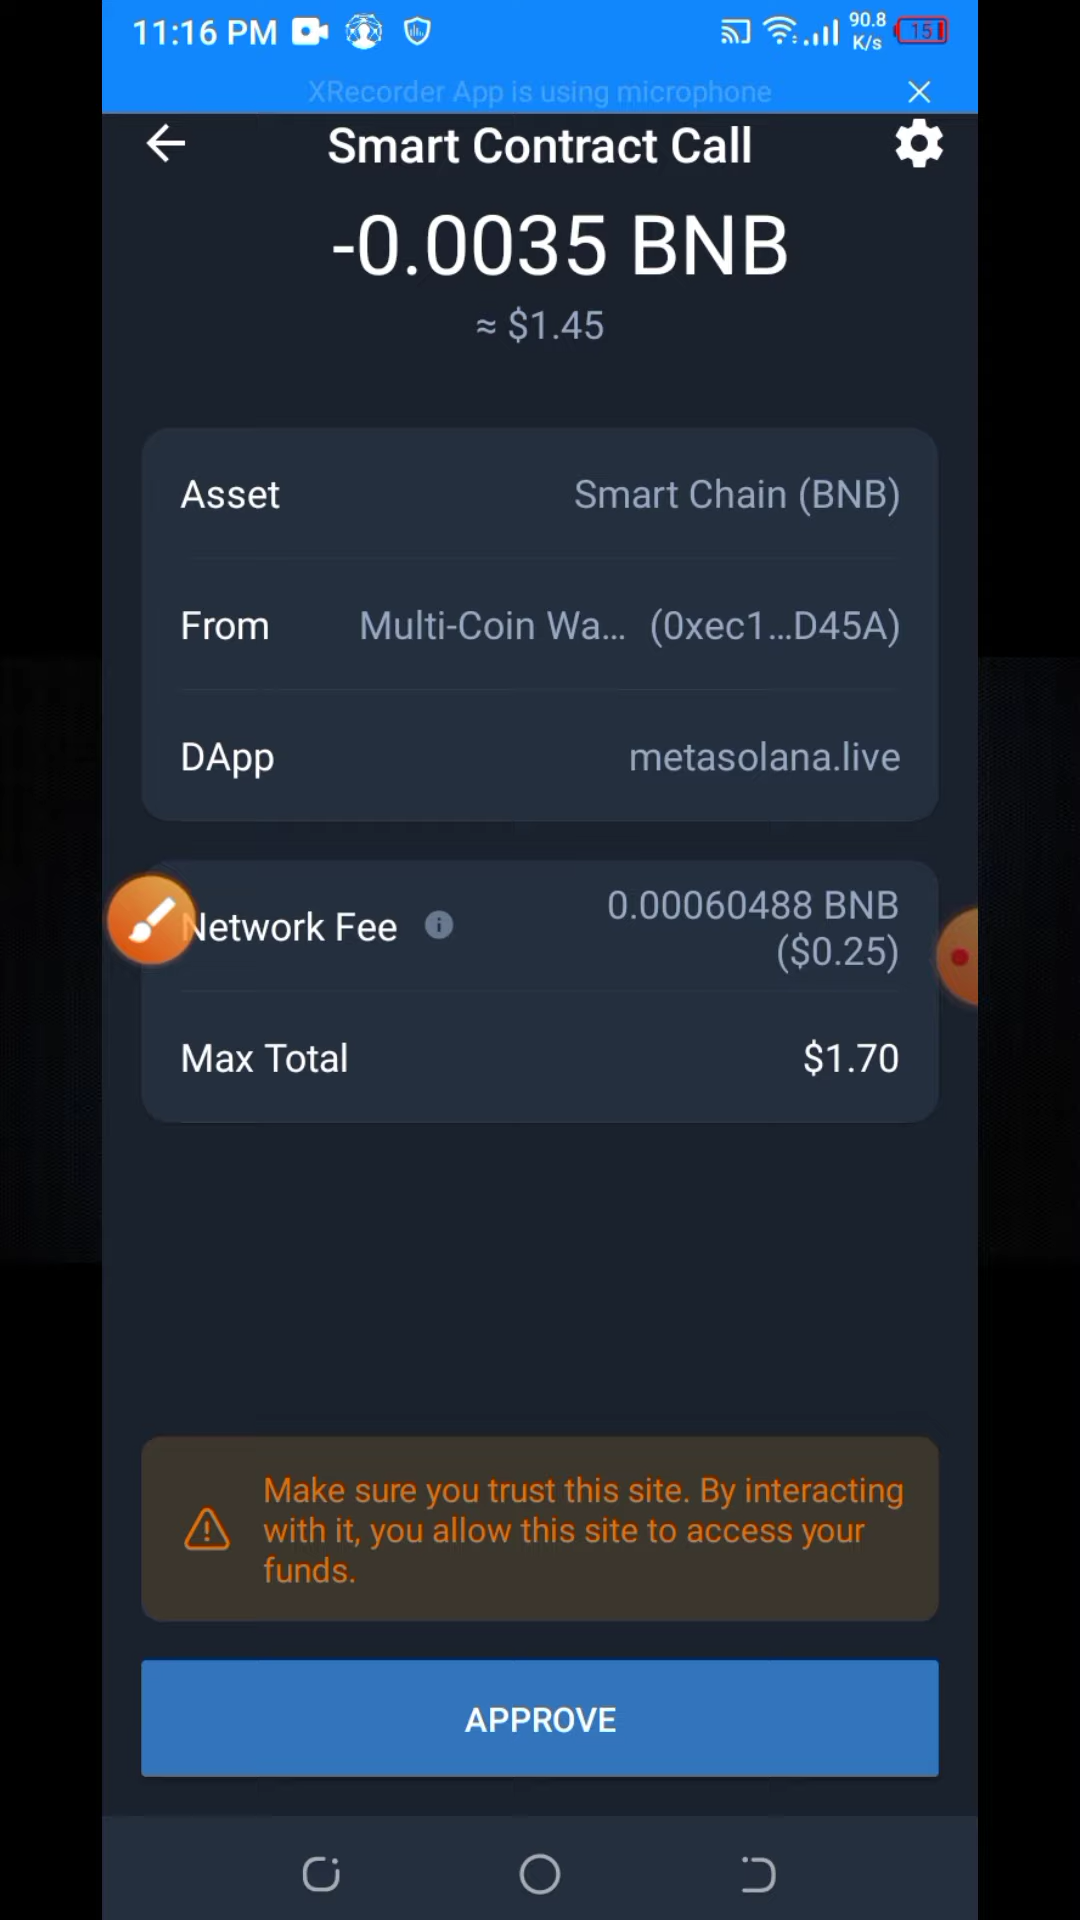 11:16 PM
90.8
K/s
15
XRecorder App is using microphone
Smart Contract Call
-0.0035 BNB
≈ $1.45
Asset
Smart Chain (BNB)
From
Multi-Coin Wa... (0xec1...D45A)
DApp
metasolana.live
Network Fee
0.00060488 BNB
($0.25)
Max Total
$1.70
Make sure you trust this site. By interacting
with it, you allow this site to access your
funds.
APPROVE